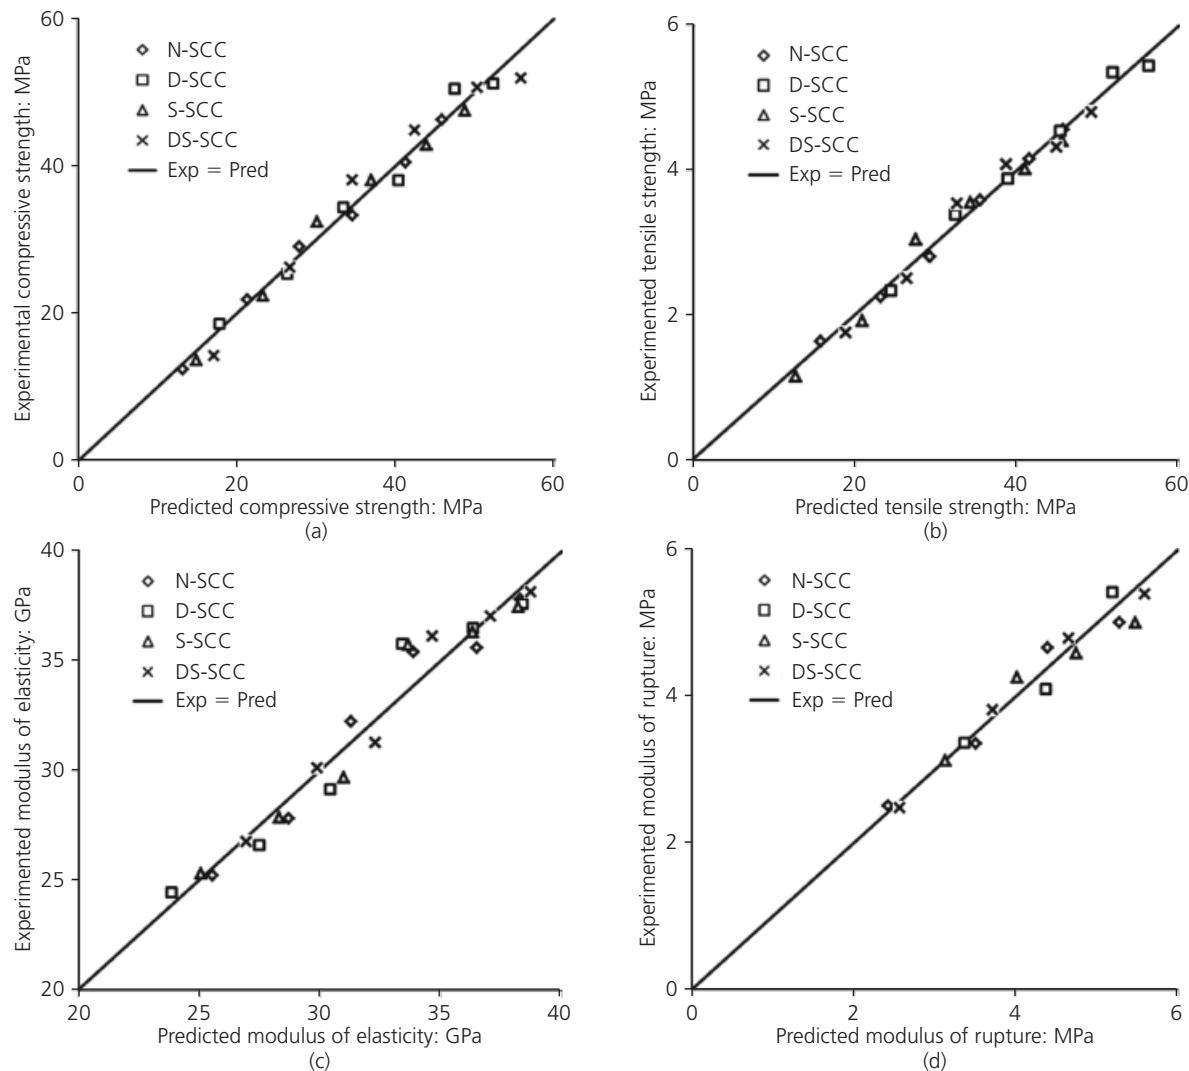 60
40
20
0
Experimental compressive strength: MPa
N-SCC
D-SCC
S-SCC
DS-SCC
Exp = Pred
0 20 40 60
Predicted compressive strength: MPa
(a)
6
4
2
0
Experimented tensile strength: MPa
N-SCC
D-SCC
S-SCC
DS-SCC
Exp = Pred
0 20 40 60
Predicted tensile strength: MPa
(b)
40
35
30
25
20
Experimented modulus of elasticity: GPa
N-SCC
D-SCC
S-SCC
DS-SCC
Exp = Pred
20 25 30 35 40
Predicted modulus of elasticity: GPa
(c)
6
4
2
0
Experimented modulus of rupture: MPa
N-SCC
D-SCC
S-SCC
DS-SCC
Exp = Pred
0 2 4 6
Predicted modulus of rupture: MPa
(d)